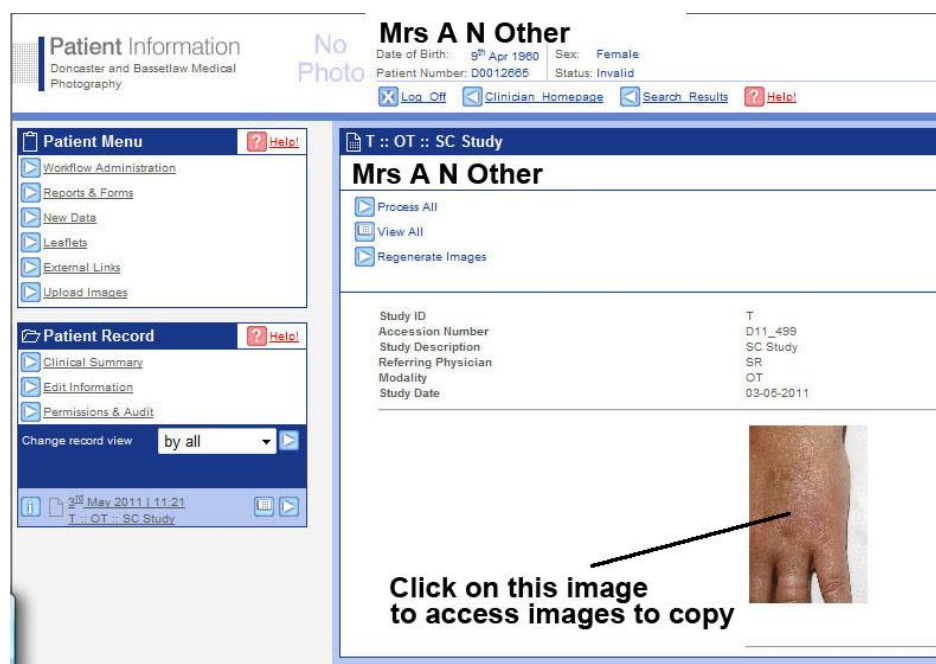 Patient Information
Doncaster and Bassetlaw Medical
Photography
No
Photo
Mrs A N Other
Date of Birth: 9th Apr 1960 Sex: Female
Patient Number: D0012665 Status: Invalid
X Log Off Clinician Homepage Search Results ? Help!
Patient Menu ? Help!
Workflow Administration
Reports & Forms
New Data
Leaflets
External Links
Upload Images
Patient Record ? Help!
Clinical Summary
Edit Information
Permissions & Audit
Change record view by all
i 3rd May 2011 | 11:21
T :: OT :: SC Study
T :: OT :: SC Study
Mrs A N Other
Process All
View All
Regenerate Images
Study ID T
Accession Number D11_499
Study Description SC Study
Referring Physician SR
Modality OT
Study Date 03-05-2011
Click on this image
to access images to copy